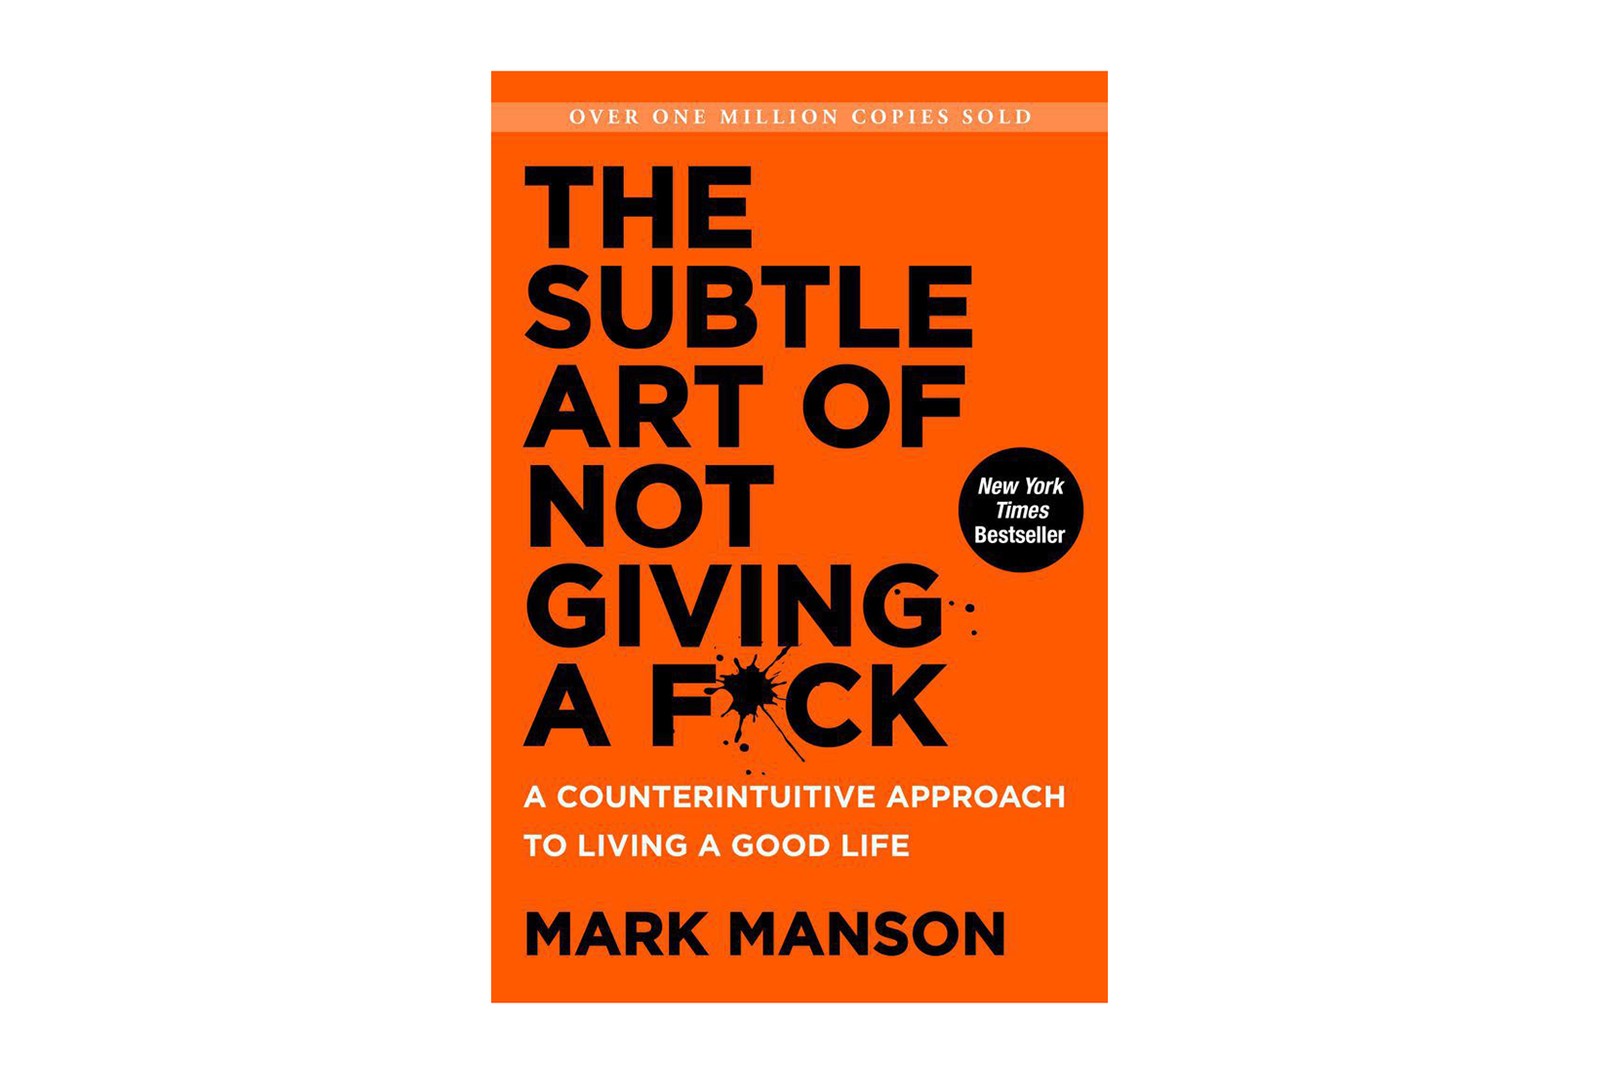 OVER ONE MILLION COPIES SOLD
THE
SUBTLE
ART OF
NOT
GIVING
A F*CK
New York
Times
Bestseller
A COUNTERINTUITIVE APPROACH
TO LIVING A GOOD LIFE
MARK MANSON